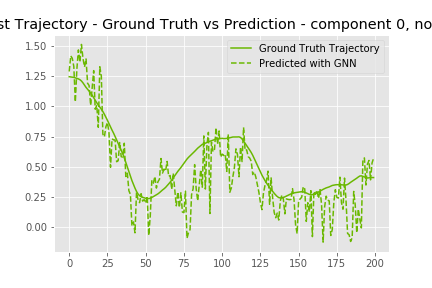 st Trajectory - Ground Truth vs Prediction - component 0, no
Ground Truth Trajectory
Predicted with GNN
1.50
1.25
1.00
0.75
0.50
0.25
0.00
0 25 50 75 100 125 150 175 200